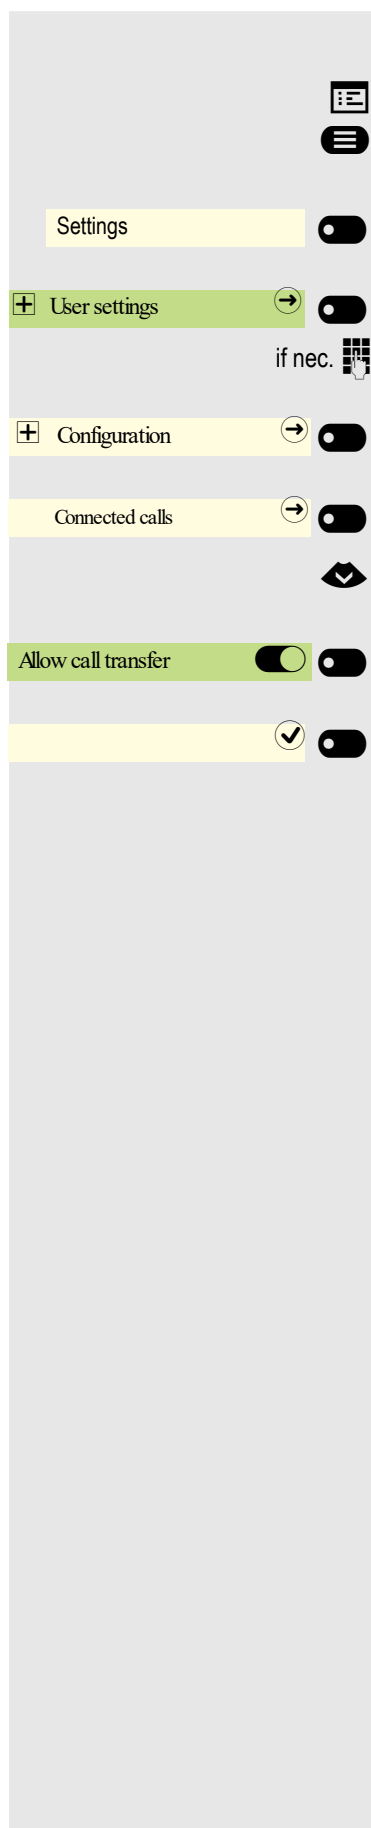 Settings
User settings
if nec.
Configuration
Connected calls
Allow call transfer